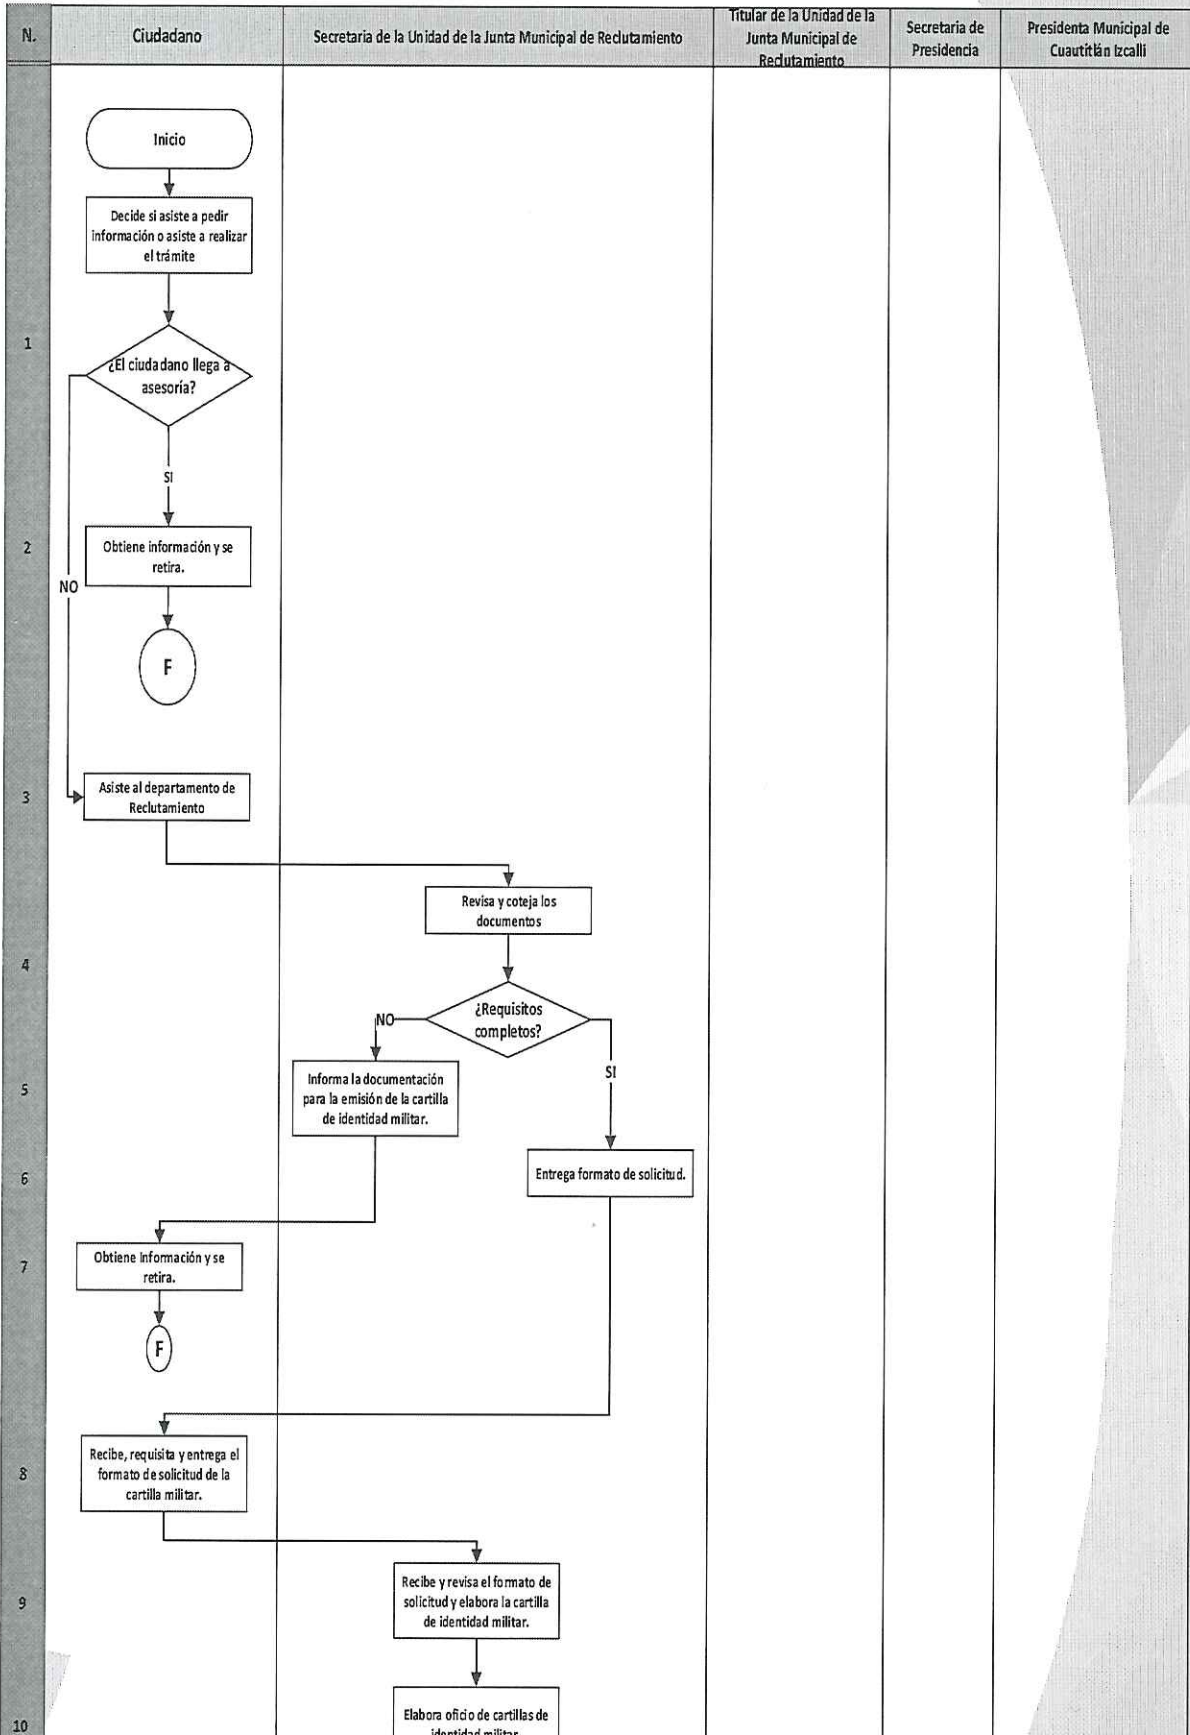 N.
Ciudadano
Secretaria de la Unidad de la Junta Municipal de Reclutamiento
Titular de la Unidad de la
Junta Municipal de
Reclutamiento
Secretaria de
Presidencia
Presidenta Municipal de
Cuautitlán Izcalli
Inicio
Decide si asiste a pedir
información o asiste a realizar
el trámite
1
¿El ciudadano llega a
asesoría?
SI
2
Obtiene información y se
retira.
NO
F
3
Asiste al departamento de
Reclutamiento
Revisa y coteja los
documentos
4
¿Requisitos
completos?
NO
SI
5
Informa la documentación
para la emisión de la cartilla
de identidad militar.
6
Entrega formato de solicitud.
7
Obtiene información y se
retira.
F
8
Recibe, requisita y entrega el
formato de solicitud de la
cartilla militar.
9
Recibe y revisa el formato de
solicitud y elabora la cartilla
de identidad militar.
10
Elabora oficio de cartillas de
identidad militar